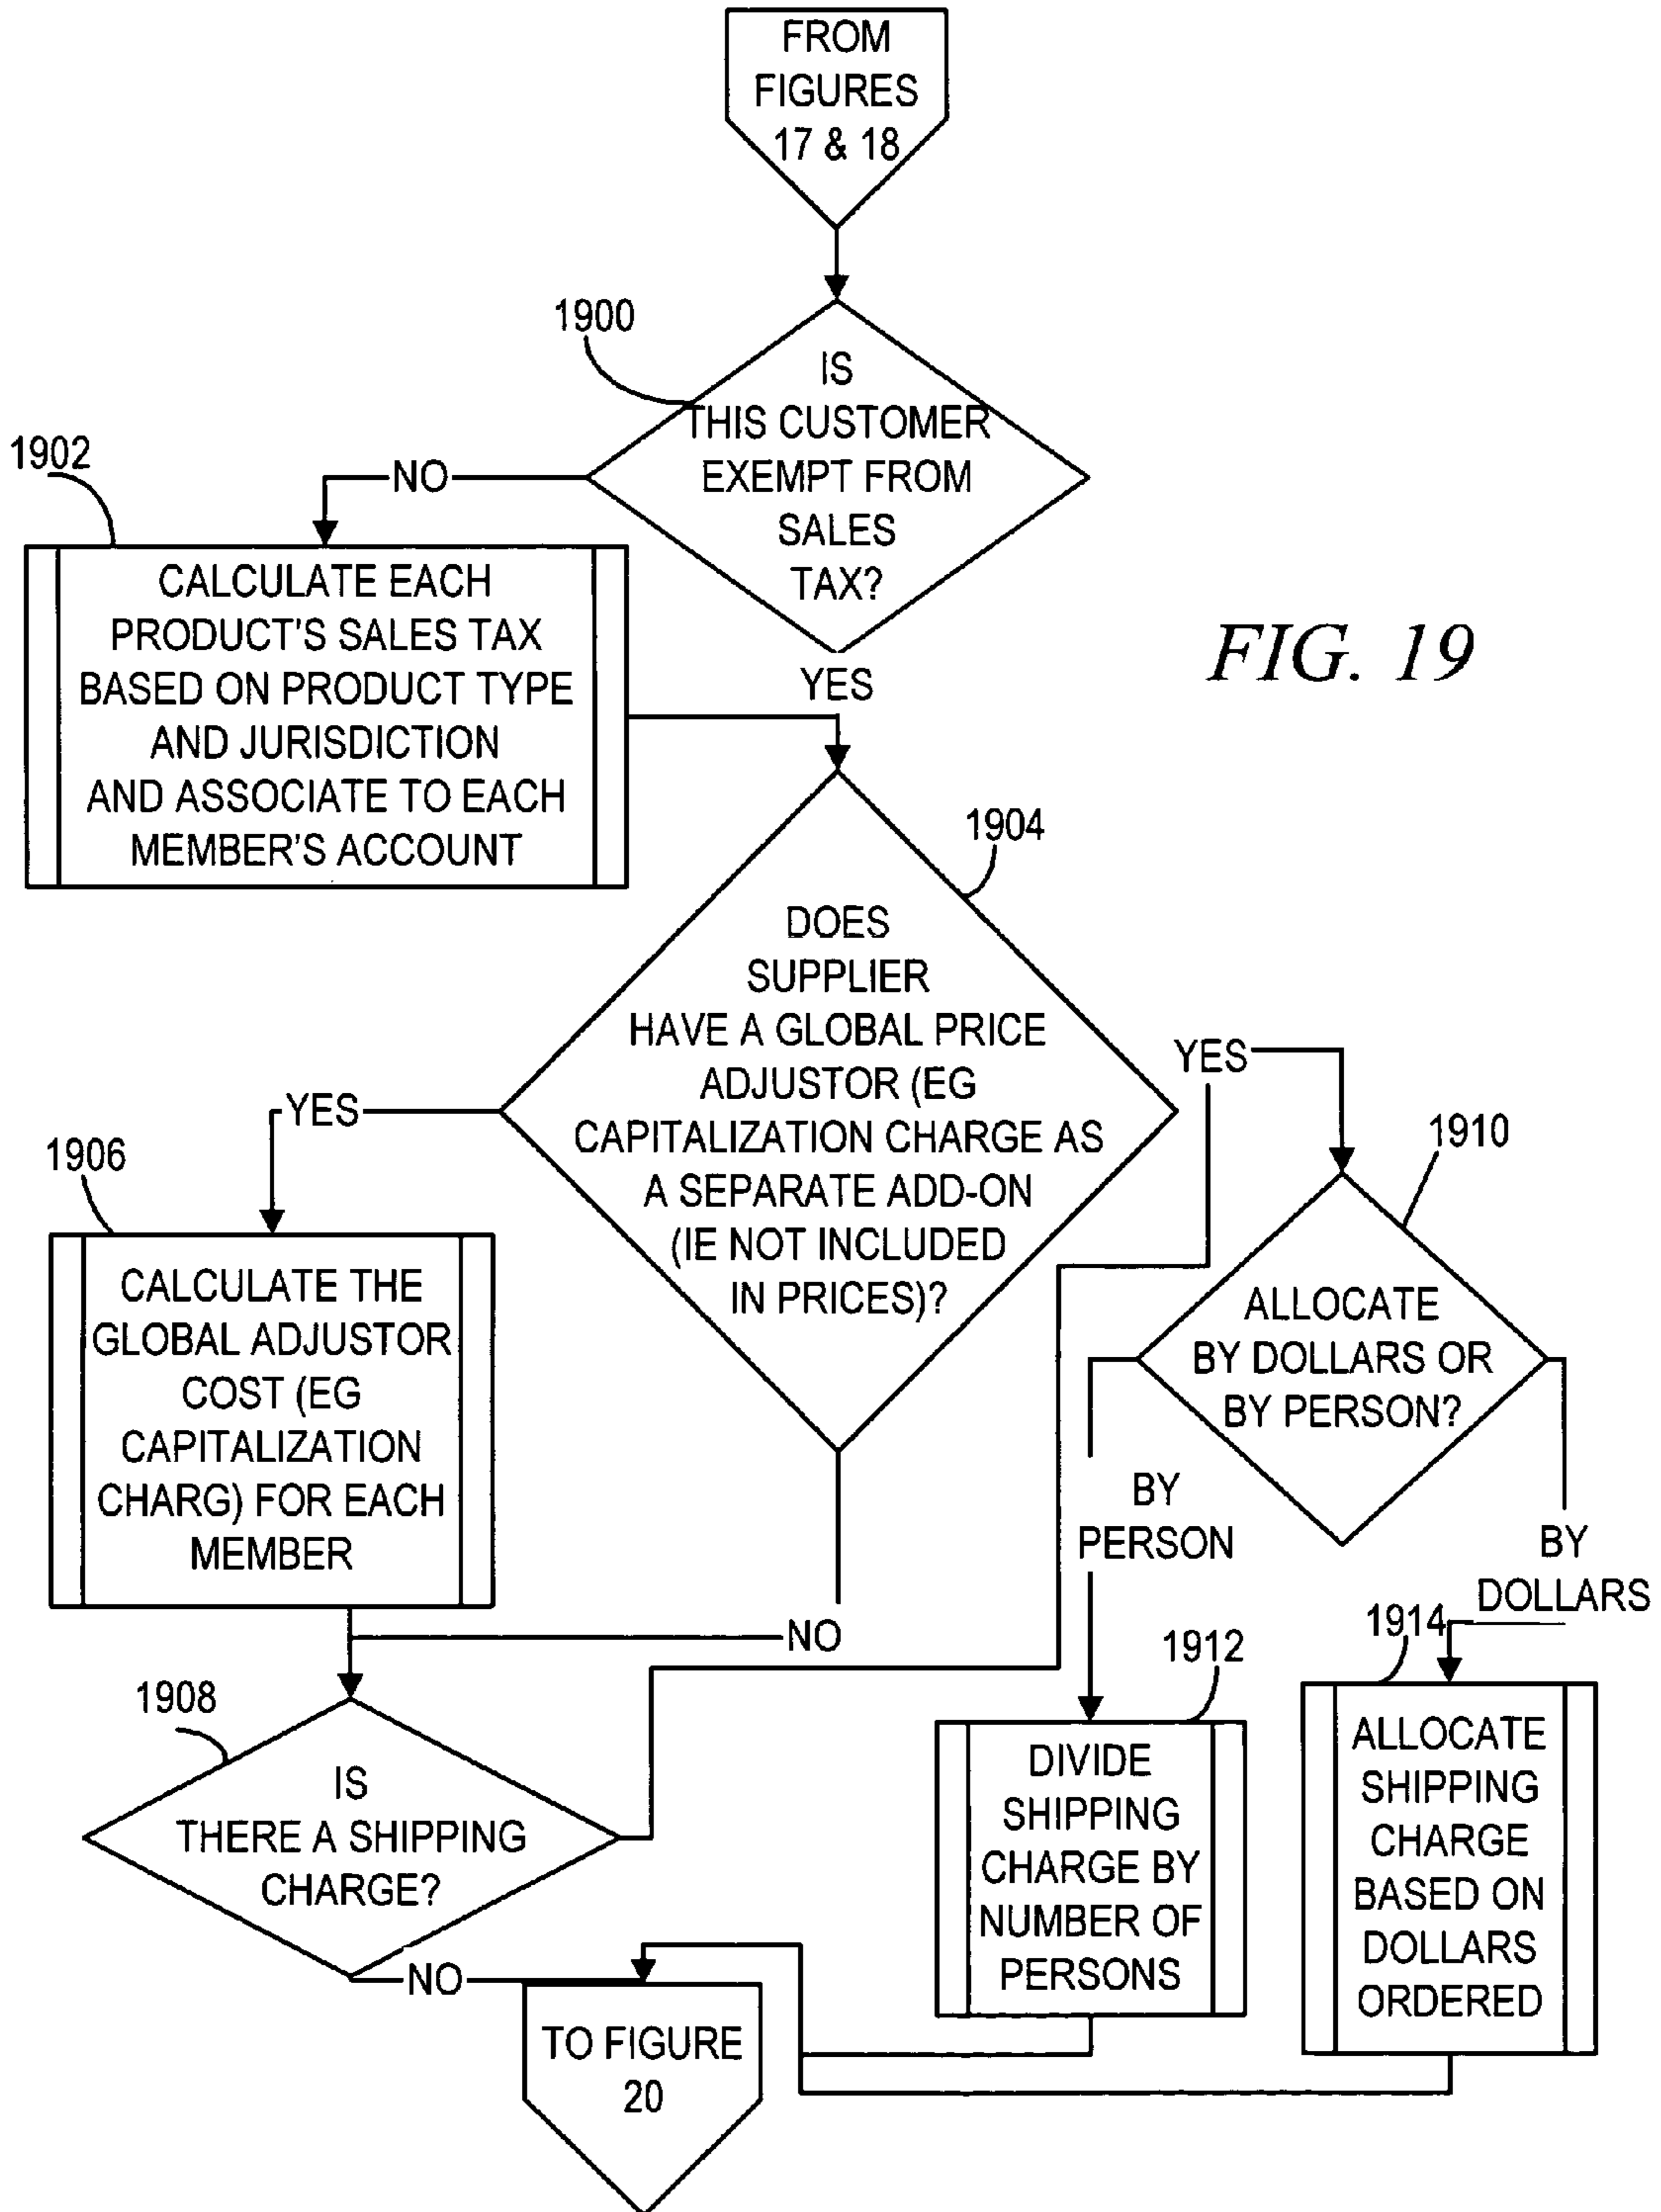 FROM
FIGURES
17 & 18
1900
IS
THIS CUSTOMER
EXEMPT FROM
SALES
TAX?
NO
1902
CALCULATE EACH
PRODUCT'S SALES TAX
BASED ON PRODUCT TYPE
AND JURISDICTION
AND ASSOCIATE TO EACH
MEMBER'S ACCOUNT
YES
FIG. 19
1904
DOES
SUPPLIER
HAVE A GLOBAL PRICE
ADJUSTOR (EG
CAPITALIZATION CHARGE AS
A SEPARATE ADD-ON
(IE NOT INCLUDED
IN PRICES)?
YES
1906
CALCULATE THE
GLOBAL ADJUSTOR
COST (EG
CAPITALIZATION
CHARG) FOR EACH
MEMBER
NO
1908
IS
THERE A SHIPPING
CHARGE?
YES
1910
ALLOCATE
BY DOLLARS OR
BY PERSON?
BY
PERSON
BY
DOLLARS
1912
DIVIDE
SHIPPING
CHARGE BY
NUMBER OF
PERSONS
1914
ALLOCATE
SHIPPING
CHARGE
BASED ON
DOLLARS
ORDERED
NO
TO FIGURE
20